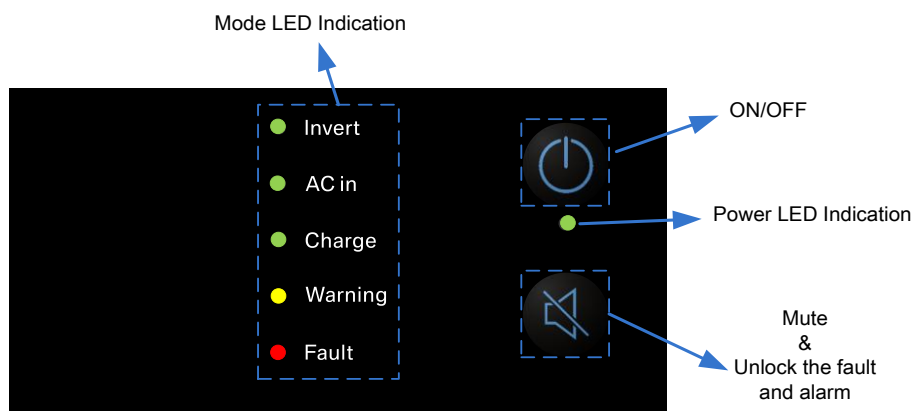 Mode LED Indication
Invert
AC in
Charge
Warning
Fault
ON/OFF
Power LED Indication
Mute
&
Unlock the fault
and alarm